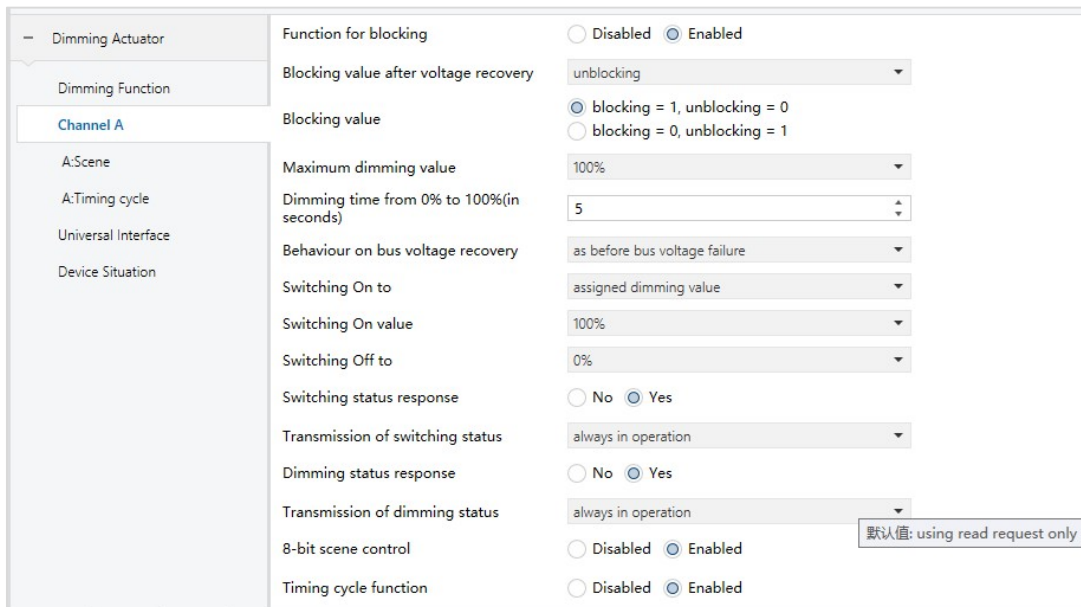 Dimming Actuator
Dimming Function
Channel A
A:Scene
A:Timing cycle
Universal Interface
Device Situation
Function for blocking Disabled Enabled
Blocking value after voltage recovery unblocking
Blocking value blocking = 1, unblocking = 0
blocking = 0, unblocking = 1
Maximum dimming value 100%
Dimming time from 0% to 100%(in
seconds) 5
Behaviour on bus voltage recovery as before bus voltage failure
Switching On to assigned dimming value
Switching On value 100%
Switching Off to 0%
Switching status response No Yes
Transmission of switching status always in operation
Dimming status response No Yes
Transmission of dimming status always in operation
默认值: using read request only
8-bit scene control Disabled Enabled
Timing cycle function Disabled Enabled